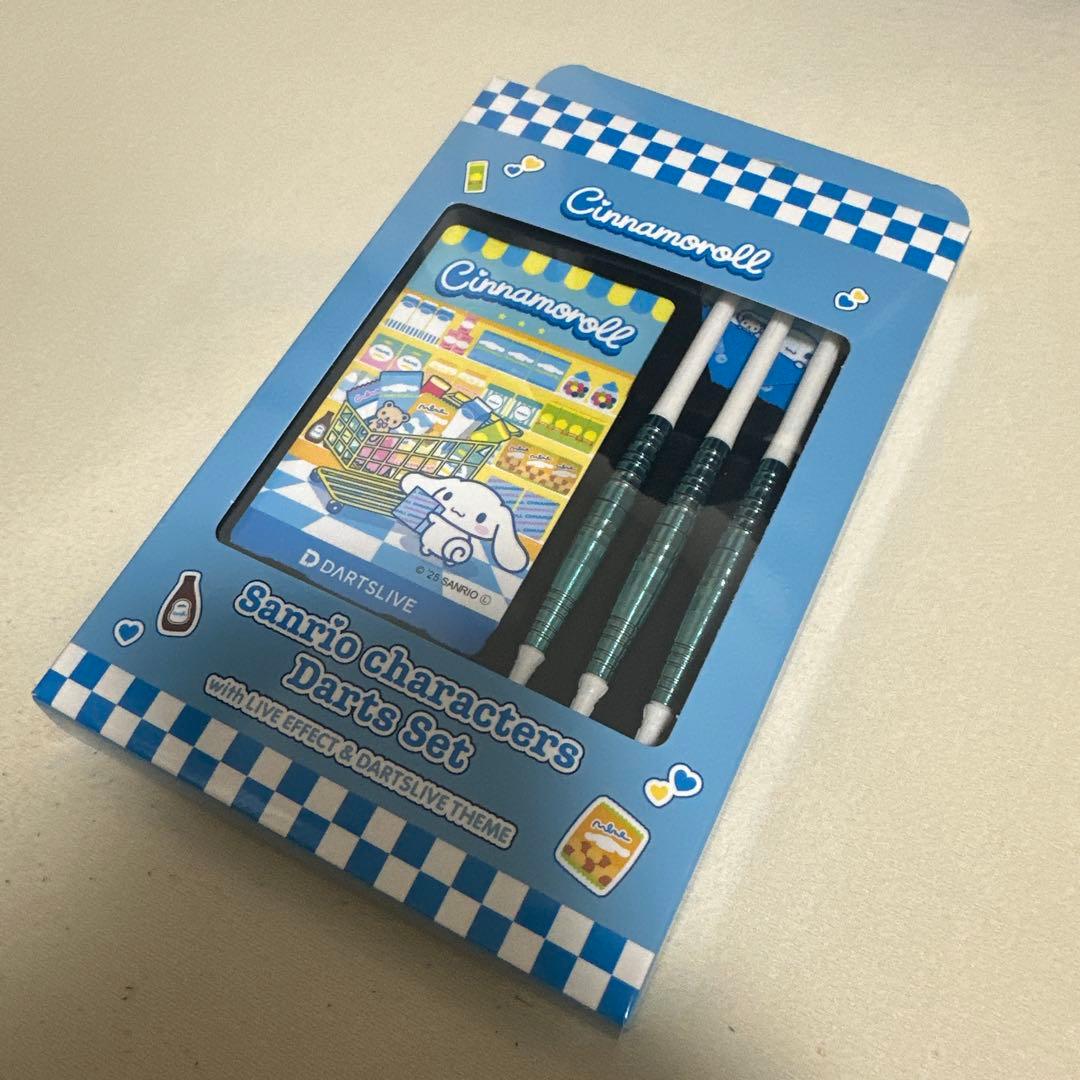 Cinnamoroll
Cinnamoroll
DARTSLIVE
© '25 SANRIO Ⓛ
Sanrio characters
Darts Set
with LIVE EFFECT & DARTSLIVE THEME